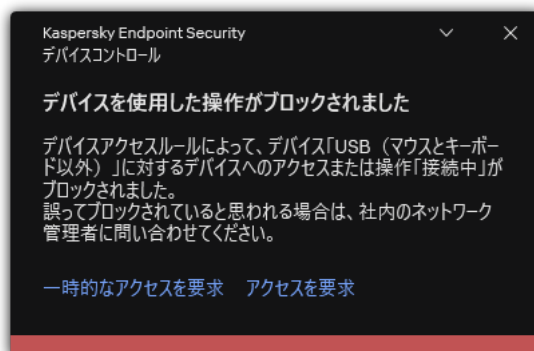 Kaspersky Endpoint Security
デバイスコントロール
デバイスを使用した操作がブロックされました
デバイスアクセスルールによって、デバイス「USB（マウスとキーボー
ド以外）」に対するデバイスへのアクセスまたは操作「接続中」が
ブロックされました。
誤ってブロックされていると思われる場合は、社内のネットワーク
管理者に問い合わせてください。
一時的なアクセスを要求 アクセスを要求